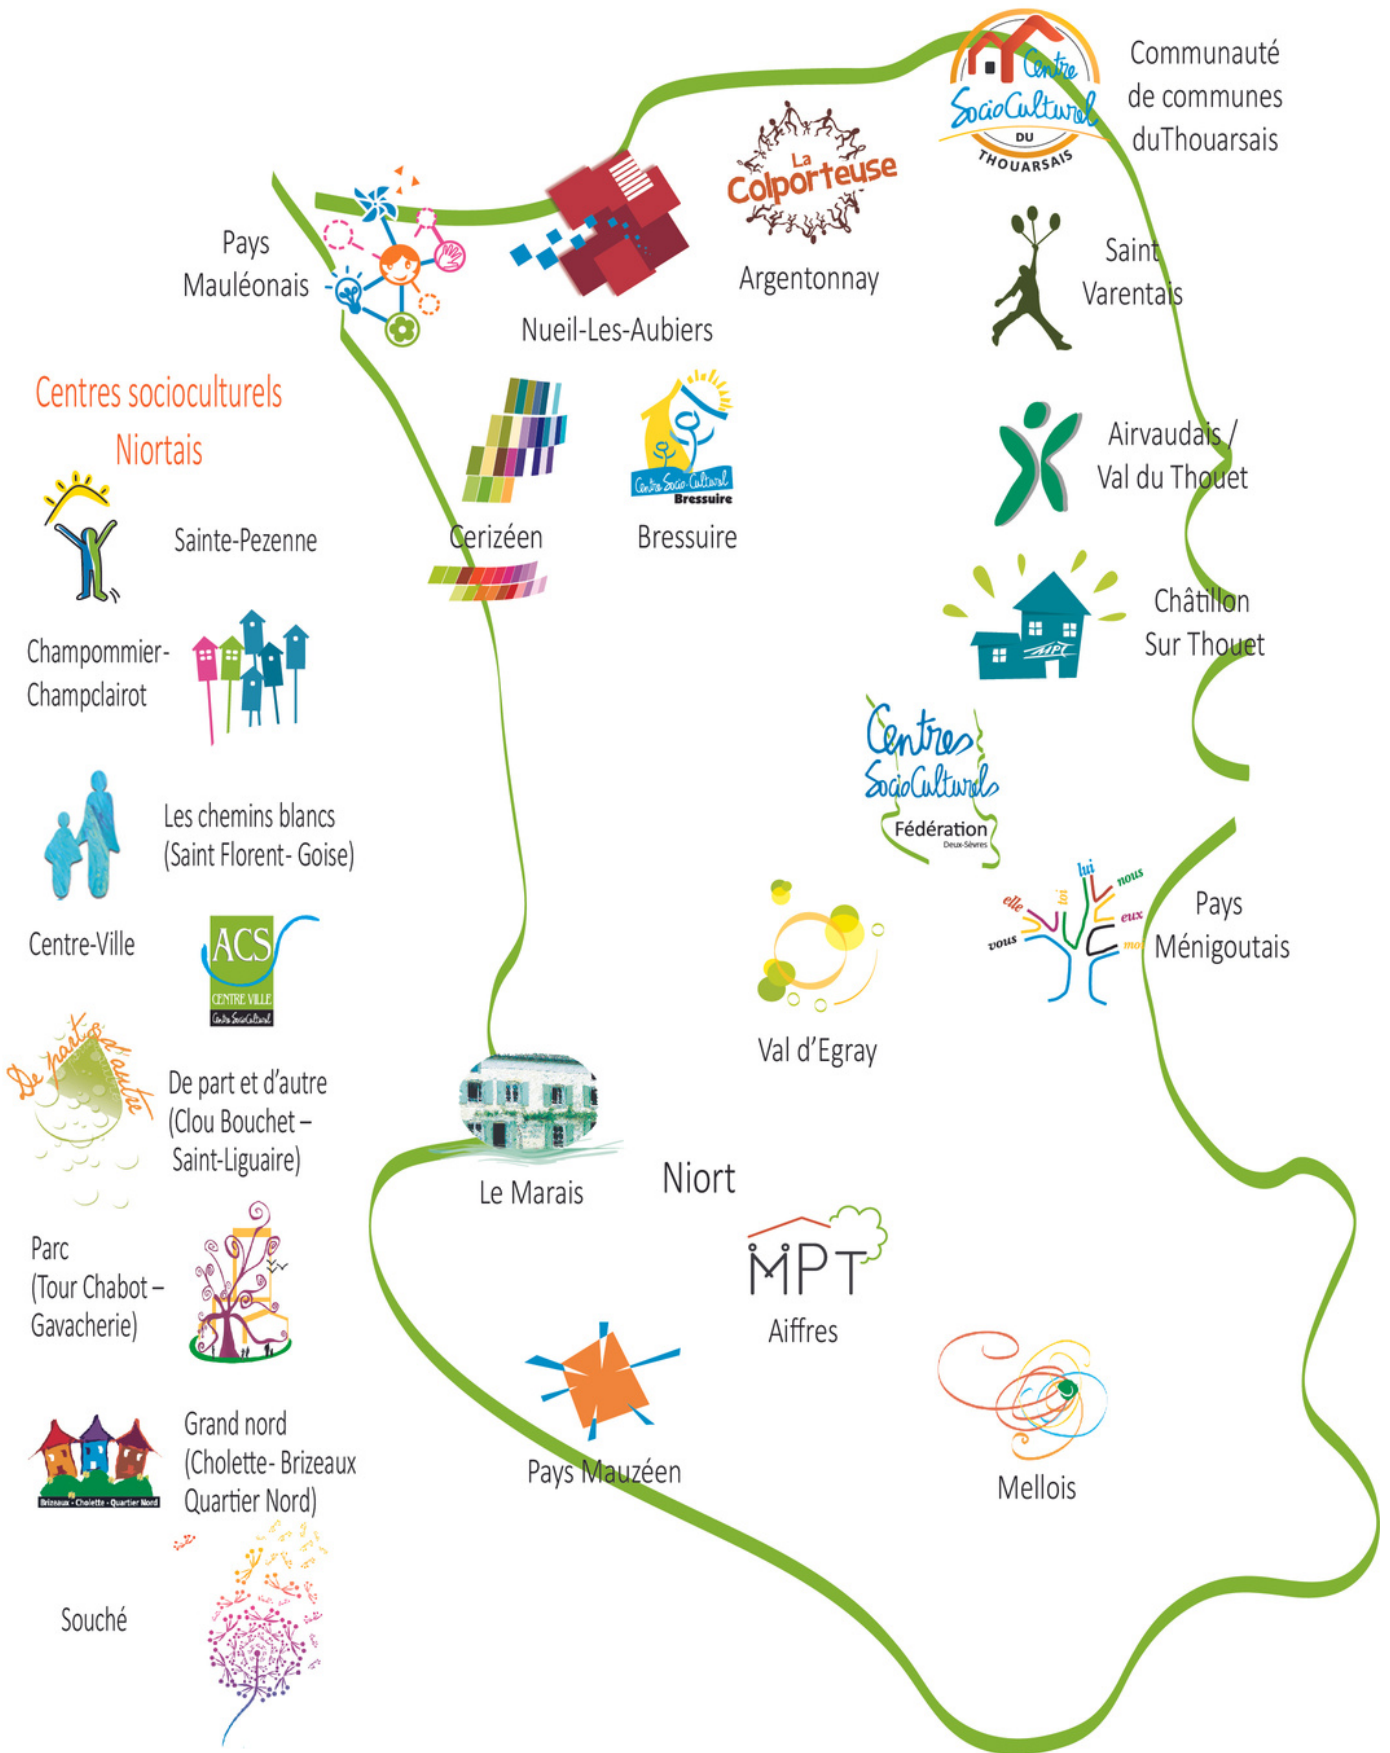 Centre
SocioCulturel
DU
THOUARSAIS
Communauté
de communes
duThouarsais
La
Colporteuse
Argentonnay
Pays
Mauléonais
Nueil-Les-Aubiers
Saint
Varentais
Centres socioculturels
Niortais
Centre Socio-Culturel
Bressuire
Cerizéen
Bressuire
Airvaudais /
Val du Thouet
Sainte-Pezenne
MPT
Châtillon
Sur Thouet
Champommier-
Champclairot
Centres
SocioCulturels
Fédération
Deux-Sèvres
Les chemins blancs
(Saint Florent- Goise)
vous
elle
toi
lui
nous
eux
moi
Pays
Ménigoutais
Centre-Ville
ACS
CENTRE VILLE
Centre SocioCulturel
Val d’Egray
De part & d'autre
De part et d’autre
(Clou Bouchet –
Saint-Liguaire)
Le Marais
Niort
MPT
Aiffres
Parc
(Tour Chabot –
Gavacherie)
Pays Mauzéen
Mellois
Brizeaux - Cholette - Quartier Nord
Grand nord
(Cholette- Brizeaux
Quartier Nord)
Souché